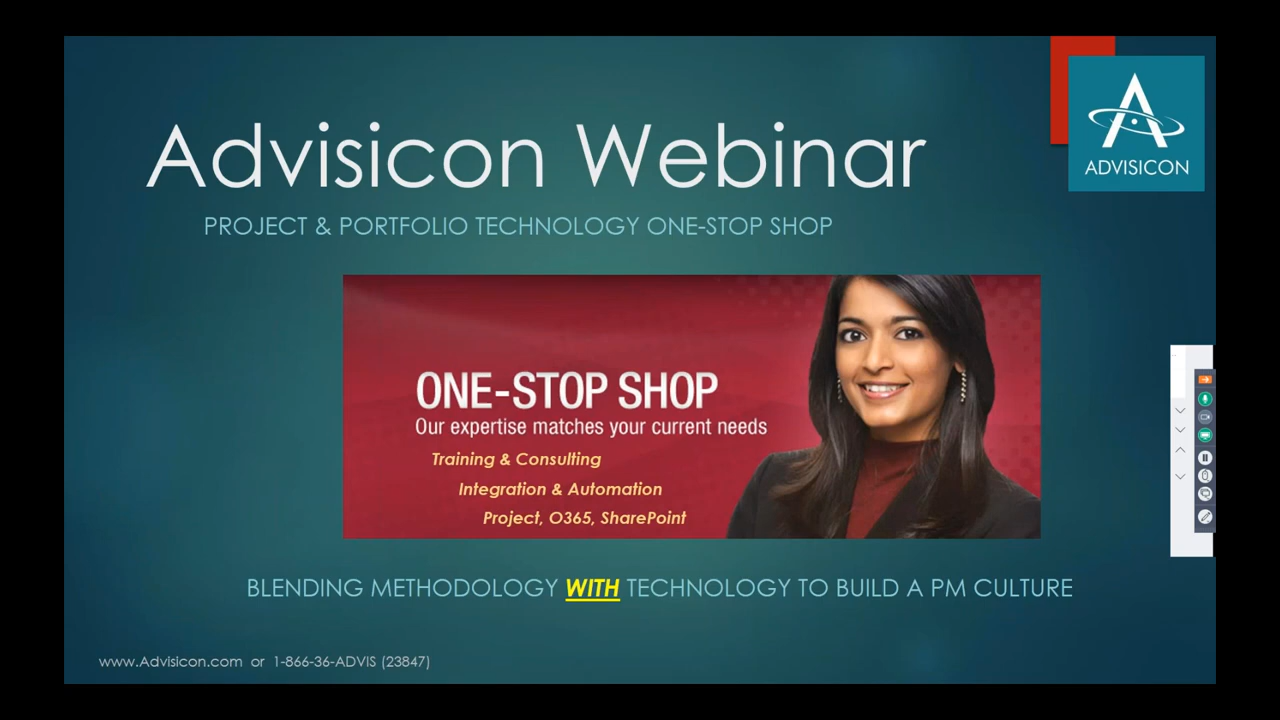 Advisicon Webinar
ADVISICON
PROJECT & PORTFOLIO TECHNOLOGY ONE-STOP SHOP
ONE-STOP SHOP
Our expertise matches your current needs
Training & Consulting
Integration & Automation
Project, O365, SharePoint
BLENDING METHODOLOGY WITH TECHNOLOGY TO BUILD A PM CULTURE
www.Advisicon.com or 1-866-36-ADVIS (23847)